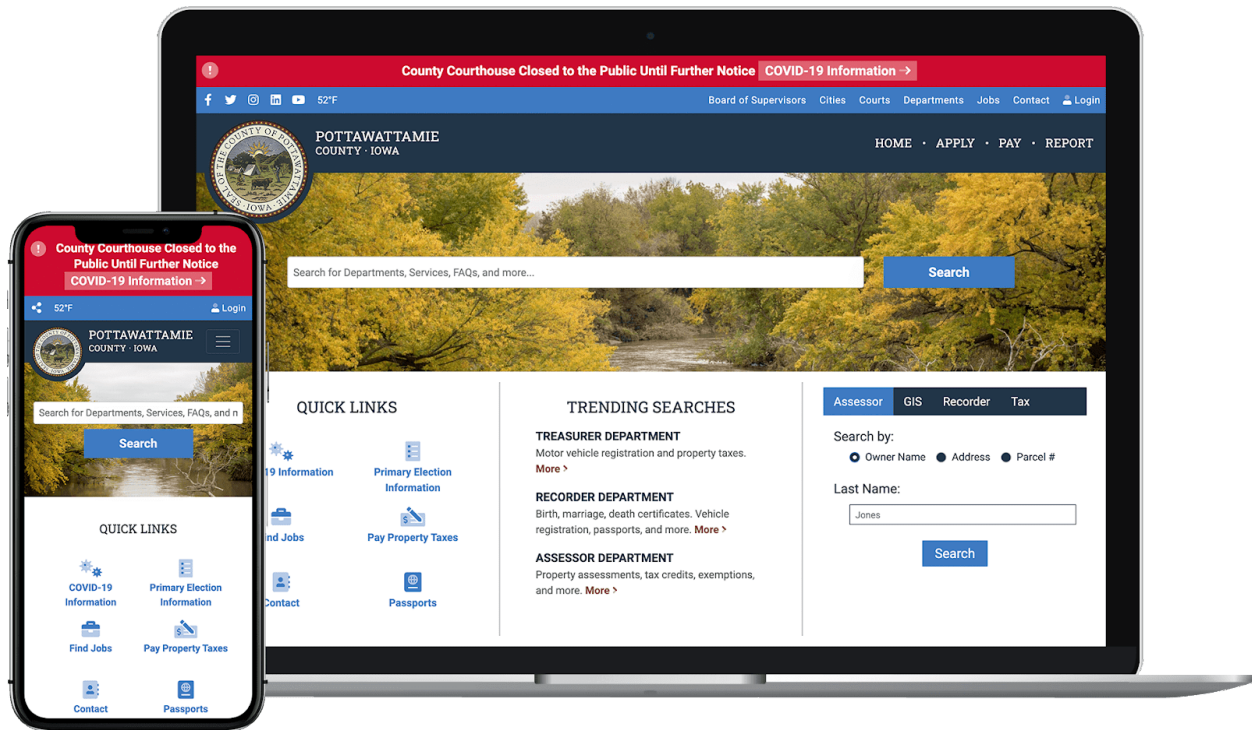 County Courthouse Closed to the Public Until Further Notice COVID-19 Information →
52°F
Board of Supervisors Cities Courts Departments Jobs Contact Login
SEAL OF THE COUNTY OF POTTAWATTAMIE · IOWA ·
POTTAWATTAMIE
COUNTY · IOWA
HOME · APPLY · PAY · REPORT
Search for Departments, Services, FAQs, and more...
Search
QUICK LINKS
19 Information
Primary Election
Information
nd Jobs
Pay Property Taxes
Contact
Passports
TRENDING SEARCHES
TREASURER DEPARTMENT
Motor vehicle registration and property taxes.
More >
RECORDER DEPARTMENT
Birth, marriage, death certificates. Vehicle
registration, passports, and more. More >
ASSESSOR DEPARTMENT
Property assessments, tax credits, exemptions,
and more. More >
Assessor GIS Recorder Tax
Search by:
Owner Name Address Parcel #
Last Name:
Jones
Search
County Courthouse Closed to the
Public Until Further Notice
COVID-19 Information →
52°F Login
POTTAWATTAMIE
COUNTY · IOWA
Search for Departments, Services, FAQs, and n
Search
QUICK LINKS
COVID-19
Information
Primary Election
Information
Find Jobs
Pay Property Taxes
Contact
Passports